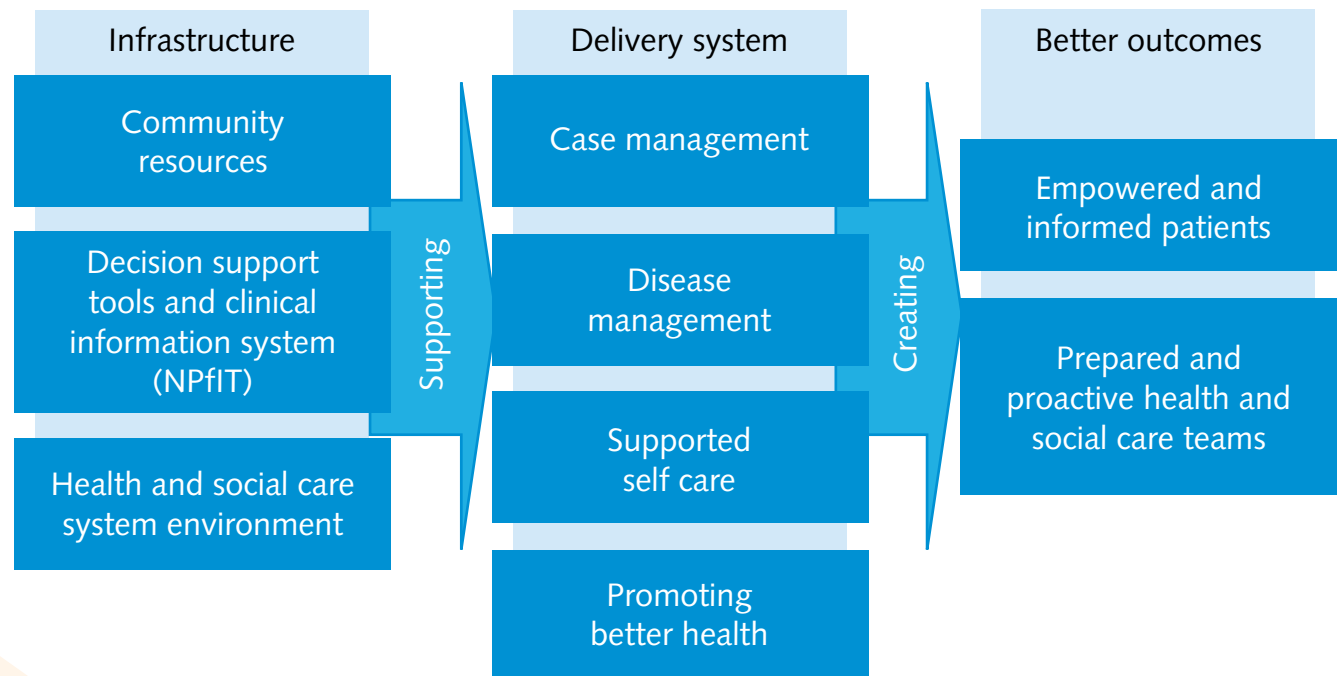 Infrastructure
Community
resources
Decision support
tools and clinical
information system
(NPfIT)
Health and social care
system environment
Supporting
Delivery system
Case management
Disease
management
Supported
self care
Promoting
better health
Creating
Better outcomes
Empowered and
informed patients
Prepared and
proactive health and
social care teams